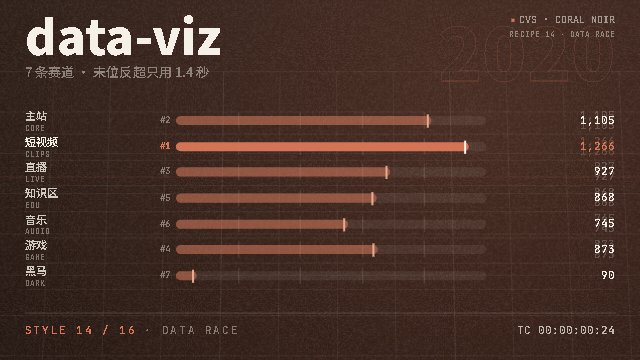 data-viz
7 条赛道 · 末位反超只用 1.4 秒
CVS · CORAL NOIR
RECIPE 14 · DATA RACE
2020
主站
CORE
#2
1,105
短视频
CLIPS
#1
1,266
直播
LIVE
#3
927
知识区
EDU
#5
868
音乐
AUDIO
#6
745
游戏
GAME
#4
873
黑马
DARK
#7
90
STYLE 14 / 16 · DATA RACE
TC 00:00:00:24